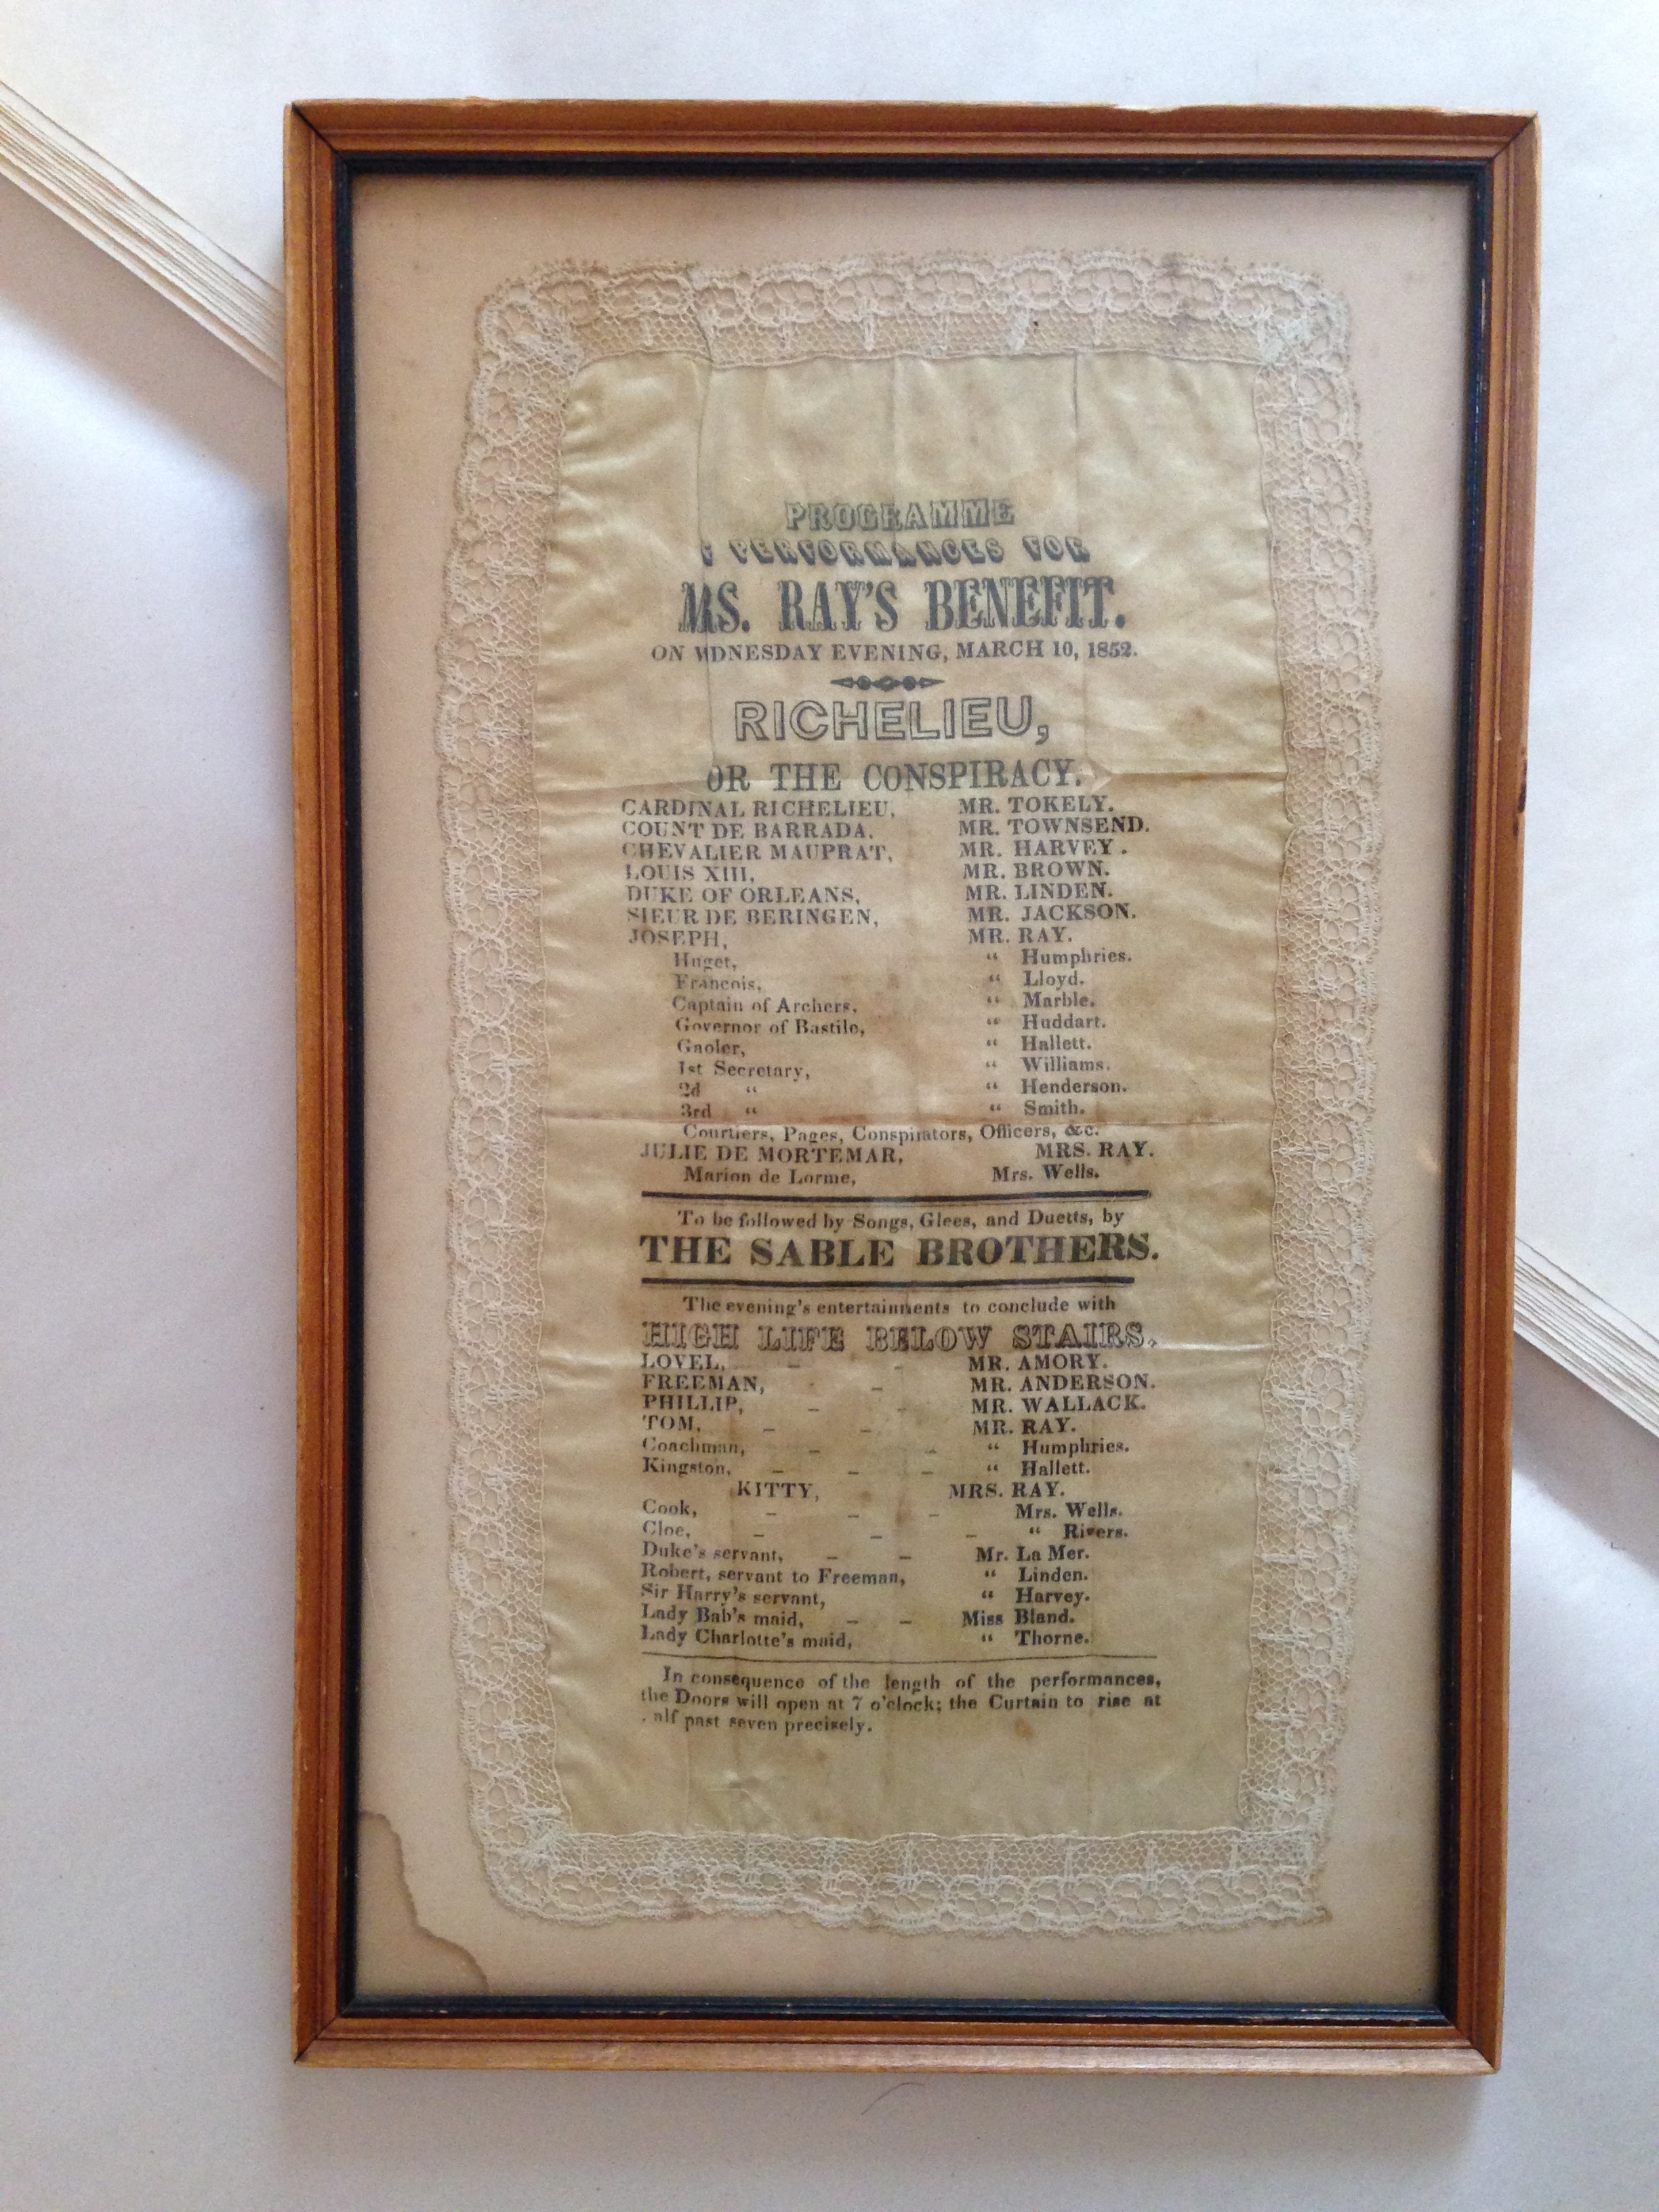 PROGRAMME
F PERFORMANCES FOR
MS. RAY'S BENEFIT.
ON WDNESDAY EVENING, MARCH 10, 1852.
RICHELIEU,
OR THE CONSPIRACY.
CARDINAL RICHELIEU, MR. TOKELY.
COUNT DE BARRADA, MR. TOWNSEND.
CHEVALIER MAUPRAT, MR. HARVEY.
LOUIS XIII, MR. BROWN.
DUKE OF ORLEANS, MR. LINDEN.
SIEUR DE BERINGEN, MR. JACKSON.
JOSEPH, MR. RAY.
Huget, “ Humphries.
Francois, “ Lloyd.
Captain of Archers, “ Marble.
Governor of Bastile, “ Huddart.
Gaoler, “ Hallett.
1st Secretary, “ Williams.
2d “ “ Henderson.
3rd “ “ Smith.
Courtiers, Pages, Conspirators, Officers, &c.
JULIE DE MORTEMAR, MRS. RAY.
Marion de Lorme, Mrs. Wells.
To be followed by Songs, Glees, and Duetts, by
THE SABLE BROTHERS.
The evening's entertainments to conclude with
HIGH LIFE BELOW STAIRS.
LOVEL, - - MR. AMORY.
FREEMAN, - MR. ANDERSON.
PHILLIP, - - MR. WALLACK.
TOM, - - MR. RAY.
Coachman, - - “ Humphries.
Kingston, - - - “ Hallett.
KITTY, MRS. RAY.
Cook, - - - Mrs. Wells.
Cloe, - - - “ Rivers.
Duke's servant, - - Mr. La Mer.
Robert, servant to Freeman, “ Linden.
Sir Harry's servant, “ Harvey.
Lady Bab's maid, - - Miss Bland.
Lady Charlotte's maid, “ Thorne.
In consequence of the length of the performances,
the Doors will open at 7 o'clock; the Curtain to rise at
alf past seven precisely.